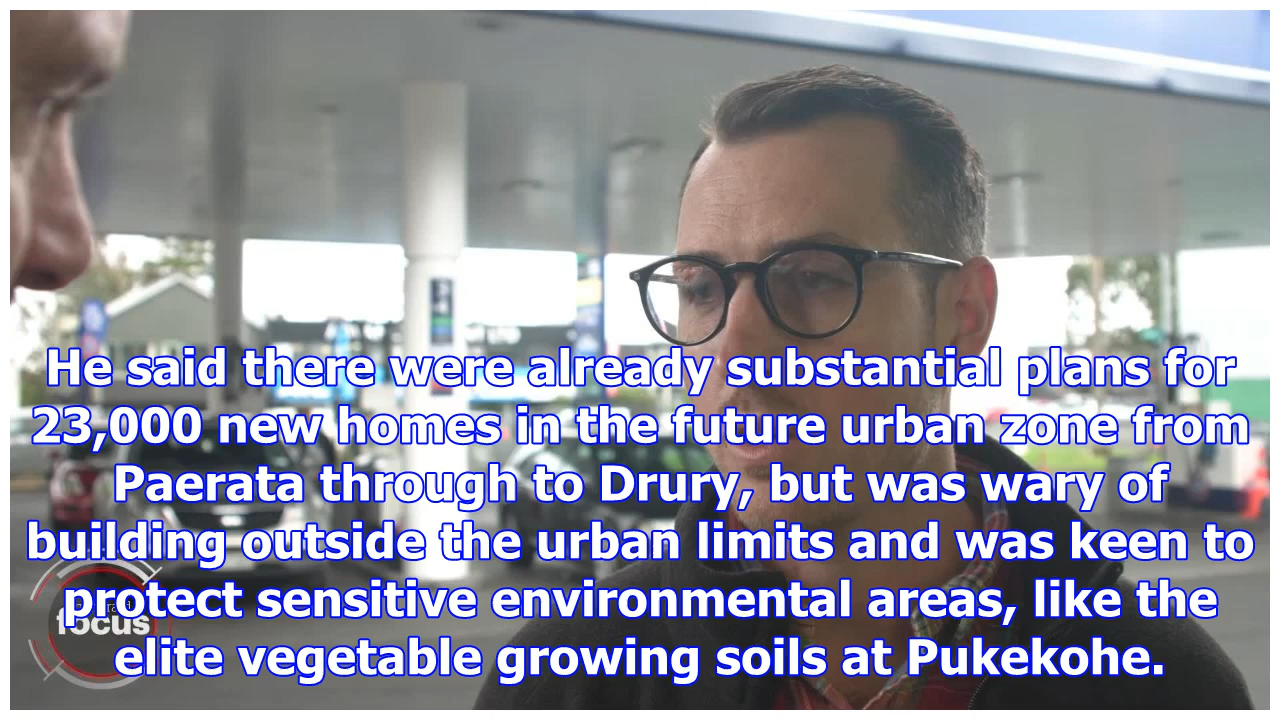 He said there were already substantial plans for
23,000 new homes in the future urban zone from
Paerata through to Drury, but was wary of
building outside the urban limits and was keen to
protect sensitive environmental areas, like the
focus
elite vegetable growing soils at Pukekohe.